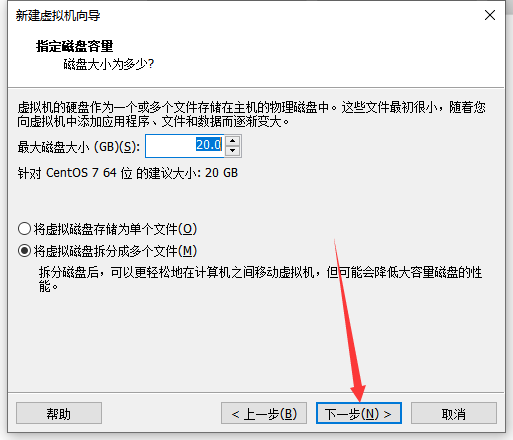 新建虚拟机向导
指定磁盘容量
磁盘大小为多少?
虚拟机的硬盘作为一个或多个文件存储在主机的物理磁盘中。这些文件最初很小，随着您
向虚拟机中添加应用程序、文件和数据而逐渐变大。
最大磁盘大小 (GB)(S): 20.0
针对 CentOS 7 64 位 的建议大小: 20 GB
将虚拟磁盘存储为单个文件(O)
将虚拟磁盘拆分成多个文件(M)
拆分磁盘后，可以更轻松地在计算机之间移动虚拟机，但可能会降低大容量磁盘的性
能。
帮助 < 上一步(B) 下一步(N) > 取消